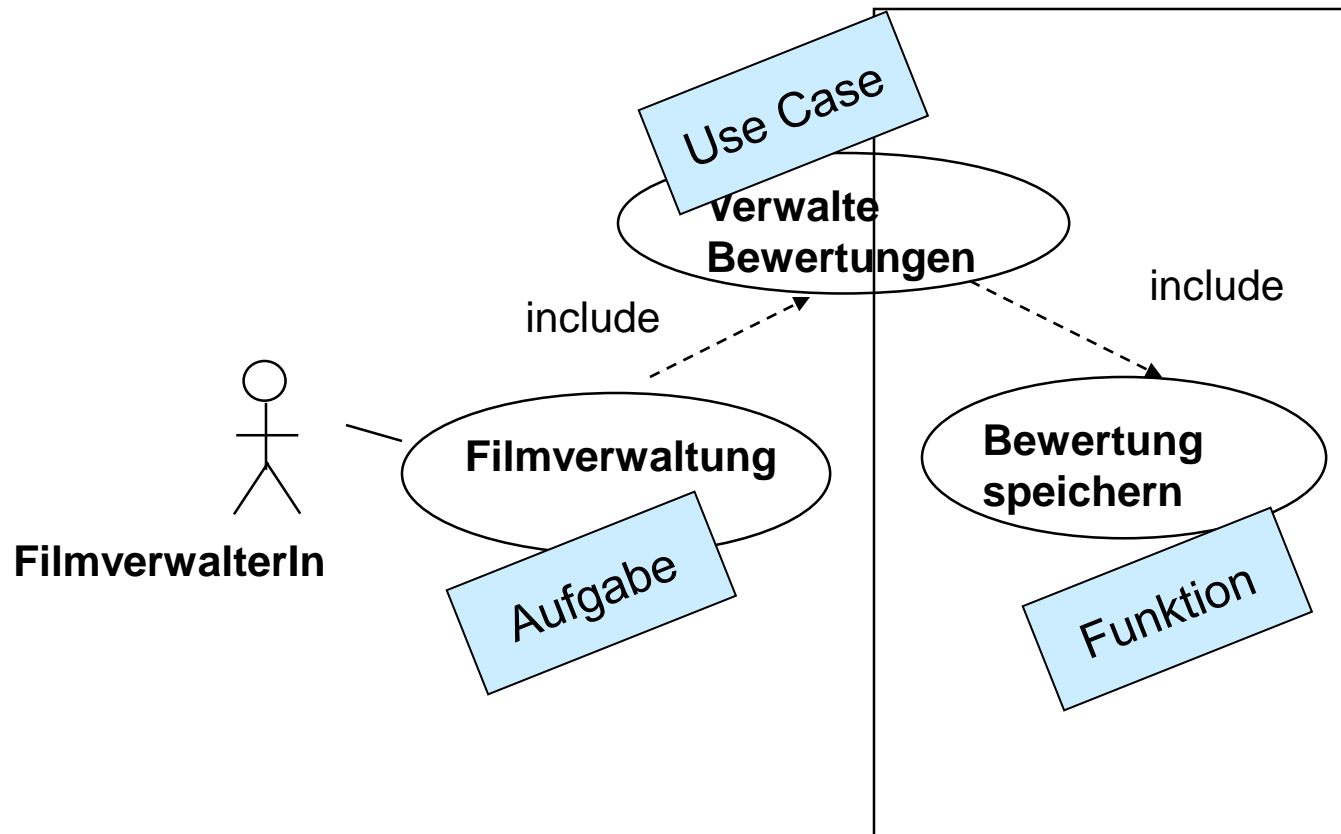 Use Case
Verwalte
Bewertungen
include
include
Filmverwaltung
Bewertung
speichern
FilmverwalterIn
Aufgabe
Funktion